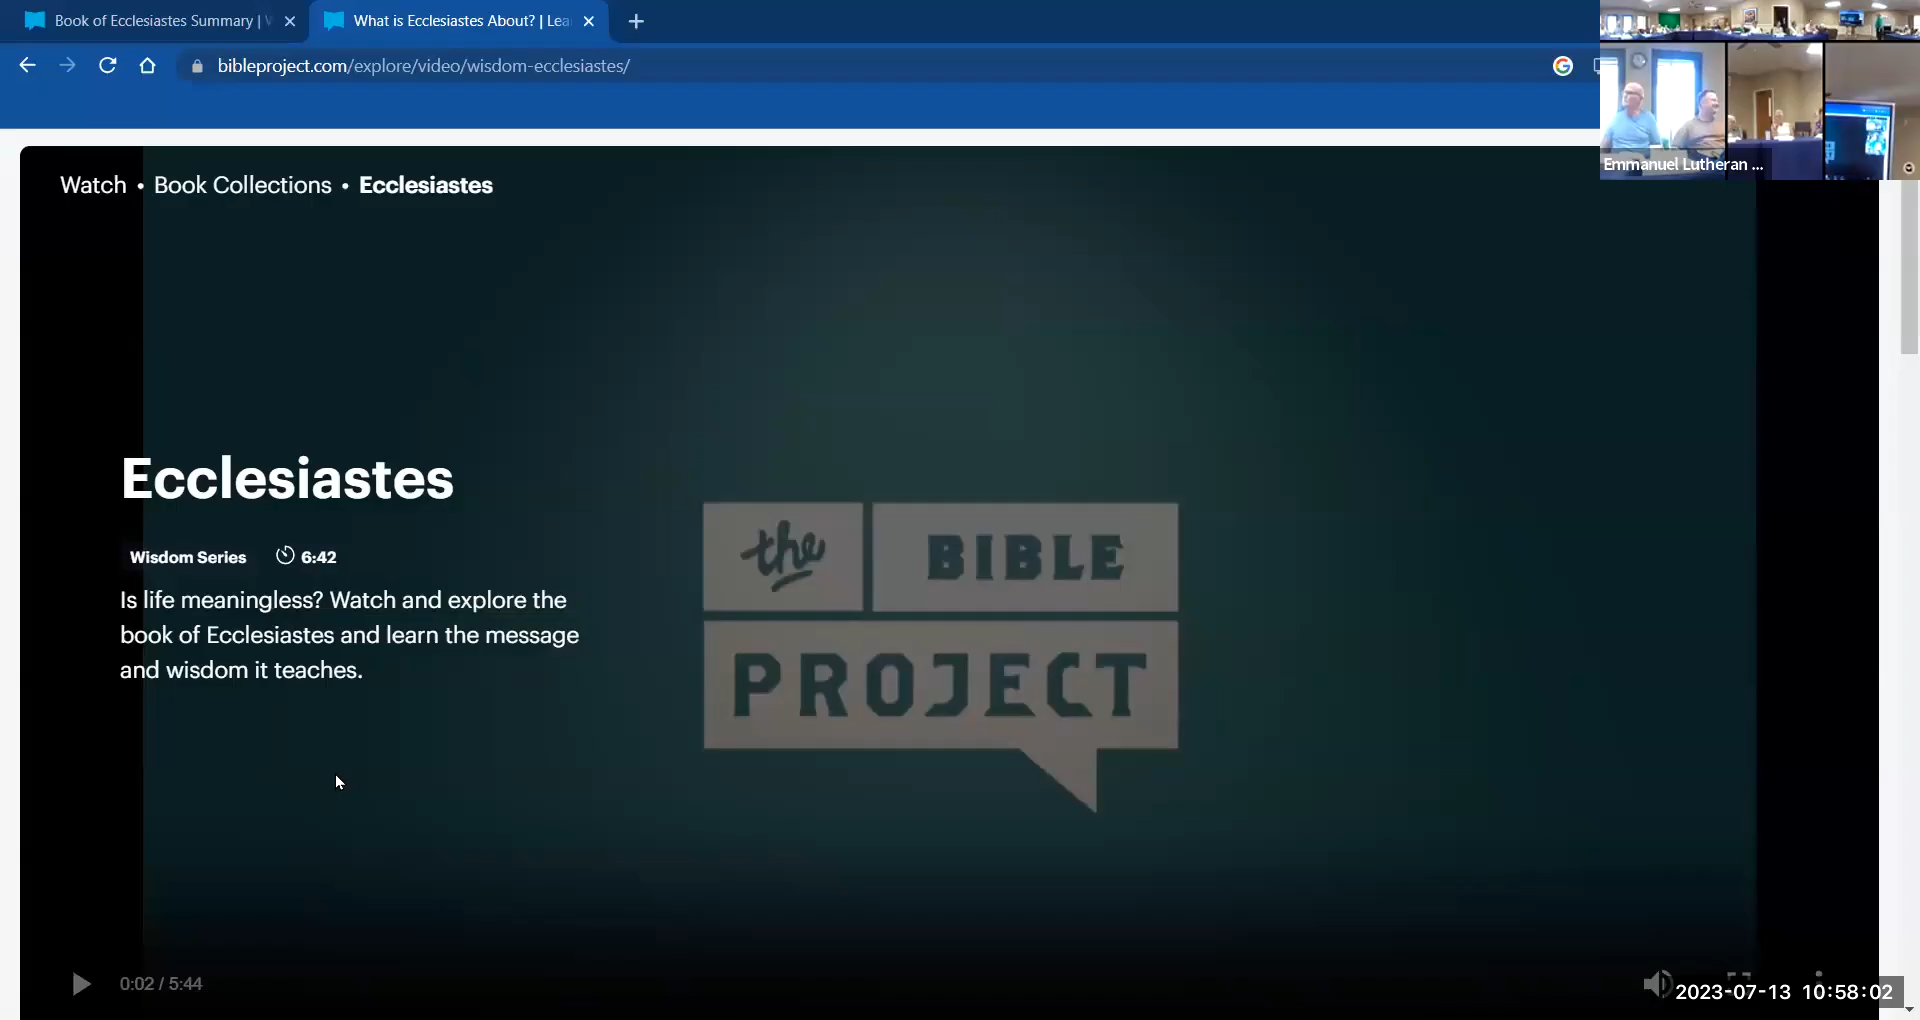 Book of Ecclesiastes Summary |
What is Ecclesiastes About? | Lea
bibleproject.com/explore/video/wisdom-ecclesiastes/
Emmanuel Lutheran ...
Watch • Book Collections • Ecclesiastes
Ecclesiastes
Wisdom Series 6:42
Is life meaningless? Watch and explore the
book of Ecclesiastes and learn the message
and wisdom it teaches.
the BIBLE
PROJECT
0:02 / 5:44
2023-07-13 10:58:02